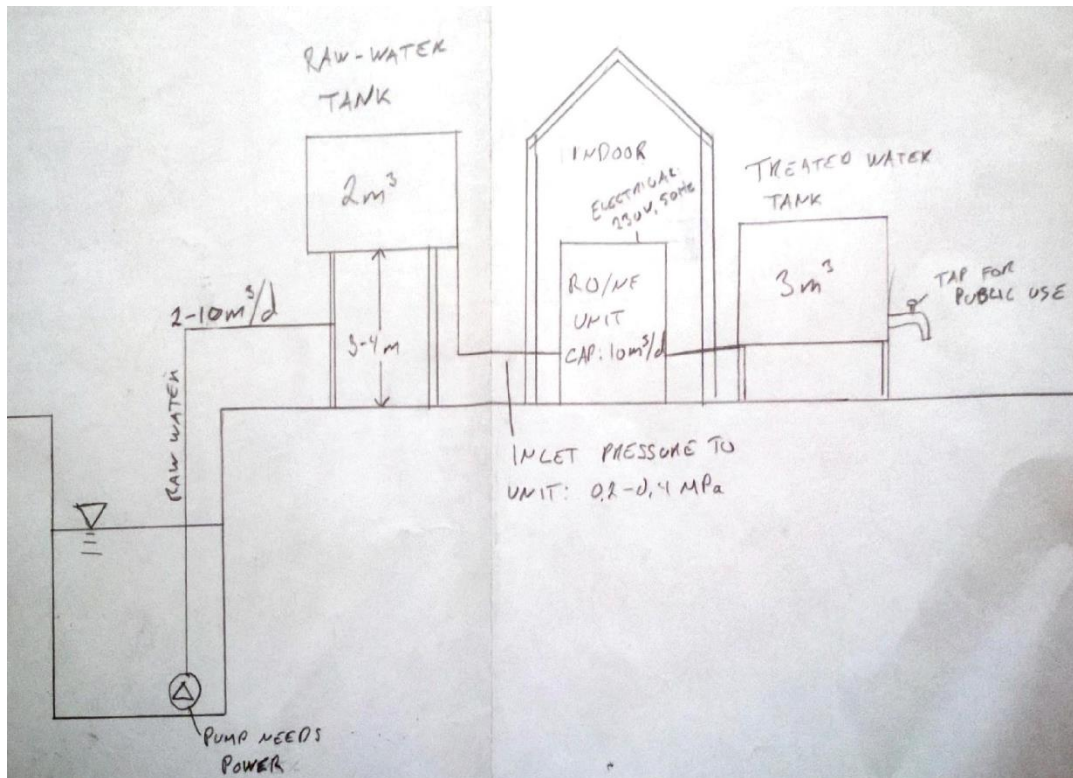 RAW-WATER
TANK
2m³
2-10m³/d
3-4m
RAW WATER
PUMP NEEDS
POWER
INDOOR
ELECTRICAL
230V, 50Hz
RO/NF
UNIT
CAP: 10m³/d
INLET PRESSURE TO
UNIT: 0,2-0,4 MPa
TREATED WATER
TANK
3m³
TAP FOR
PUBLIC USE